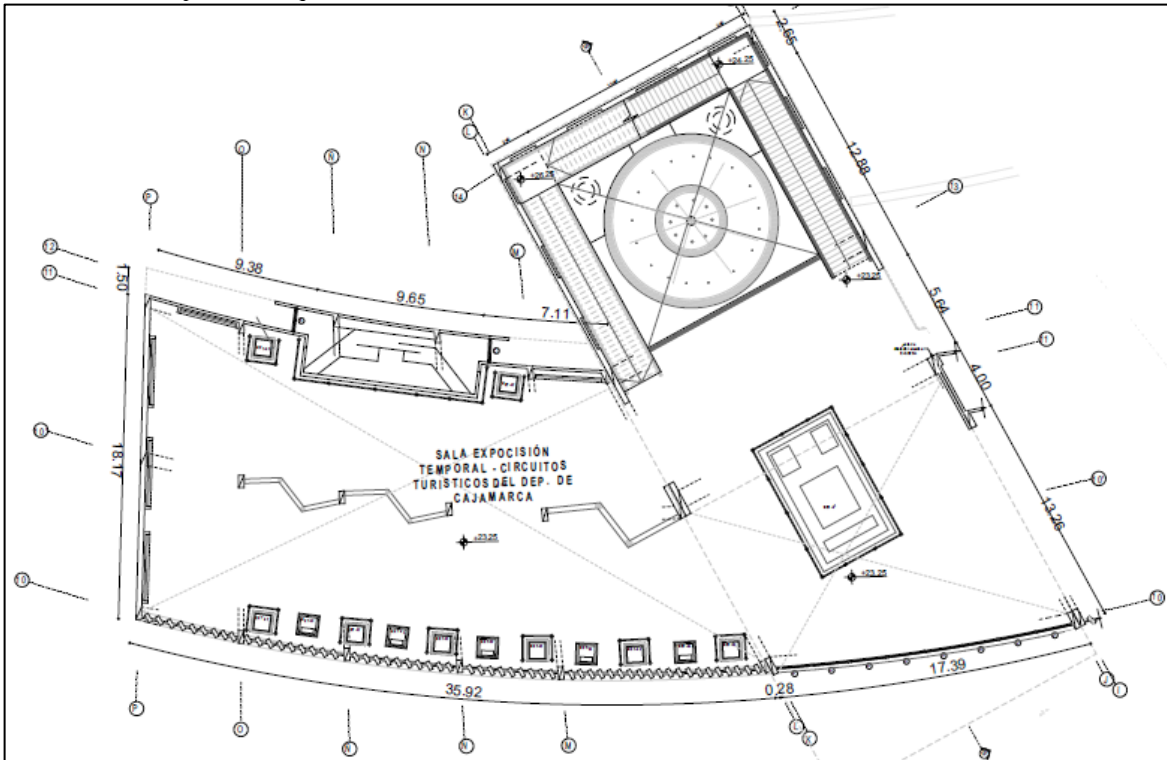 2.65
+26.25
K
L
12.88
O
Ñ
N
+26.25
14
13
P
12
M
11
9.38
1.50
9.65
7.11
+23.25
5.64
11
11
4.00
10'
18.17
SALA EXPOCISIÓN
TEMPORAL - CIRCUITOS
TURISTICOS DEL DEP. DE
CAJAMARCA
10'
13.26
+23.25
+23.25
10
10
17.39
35.92
0.28
P
O
Ñ
N
M
L
K
J
I